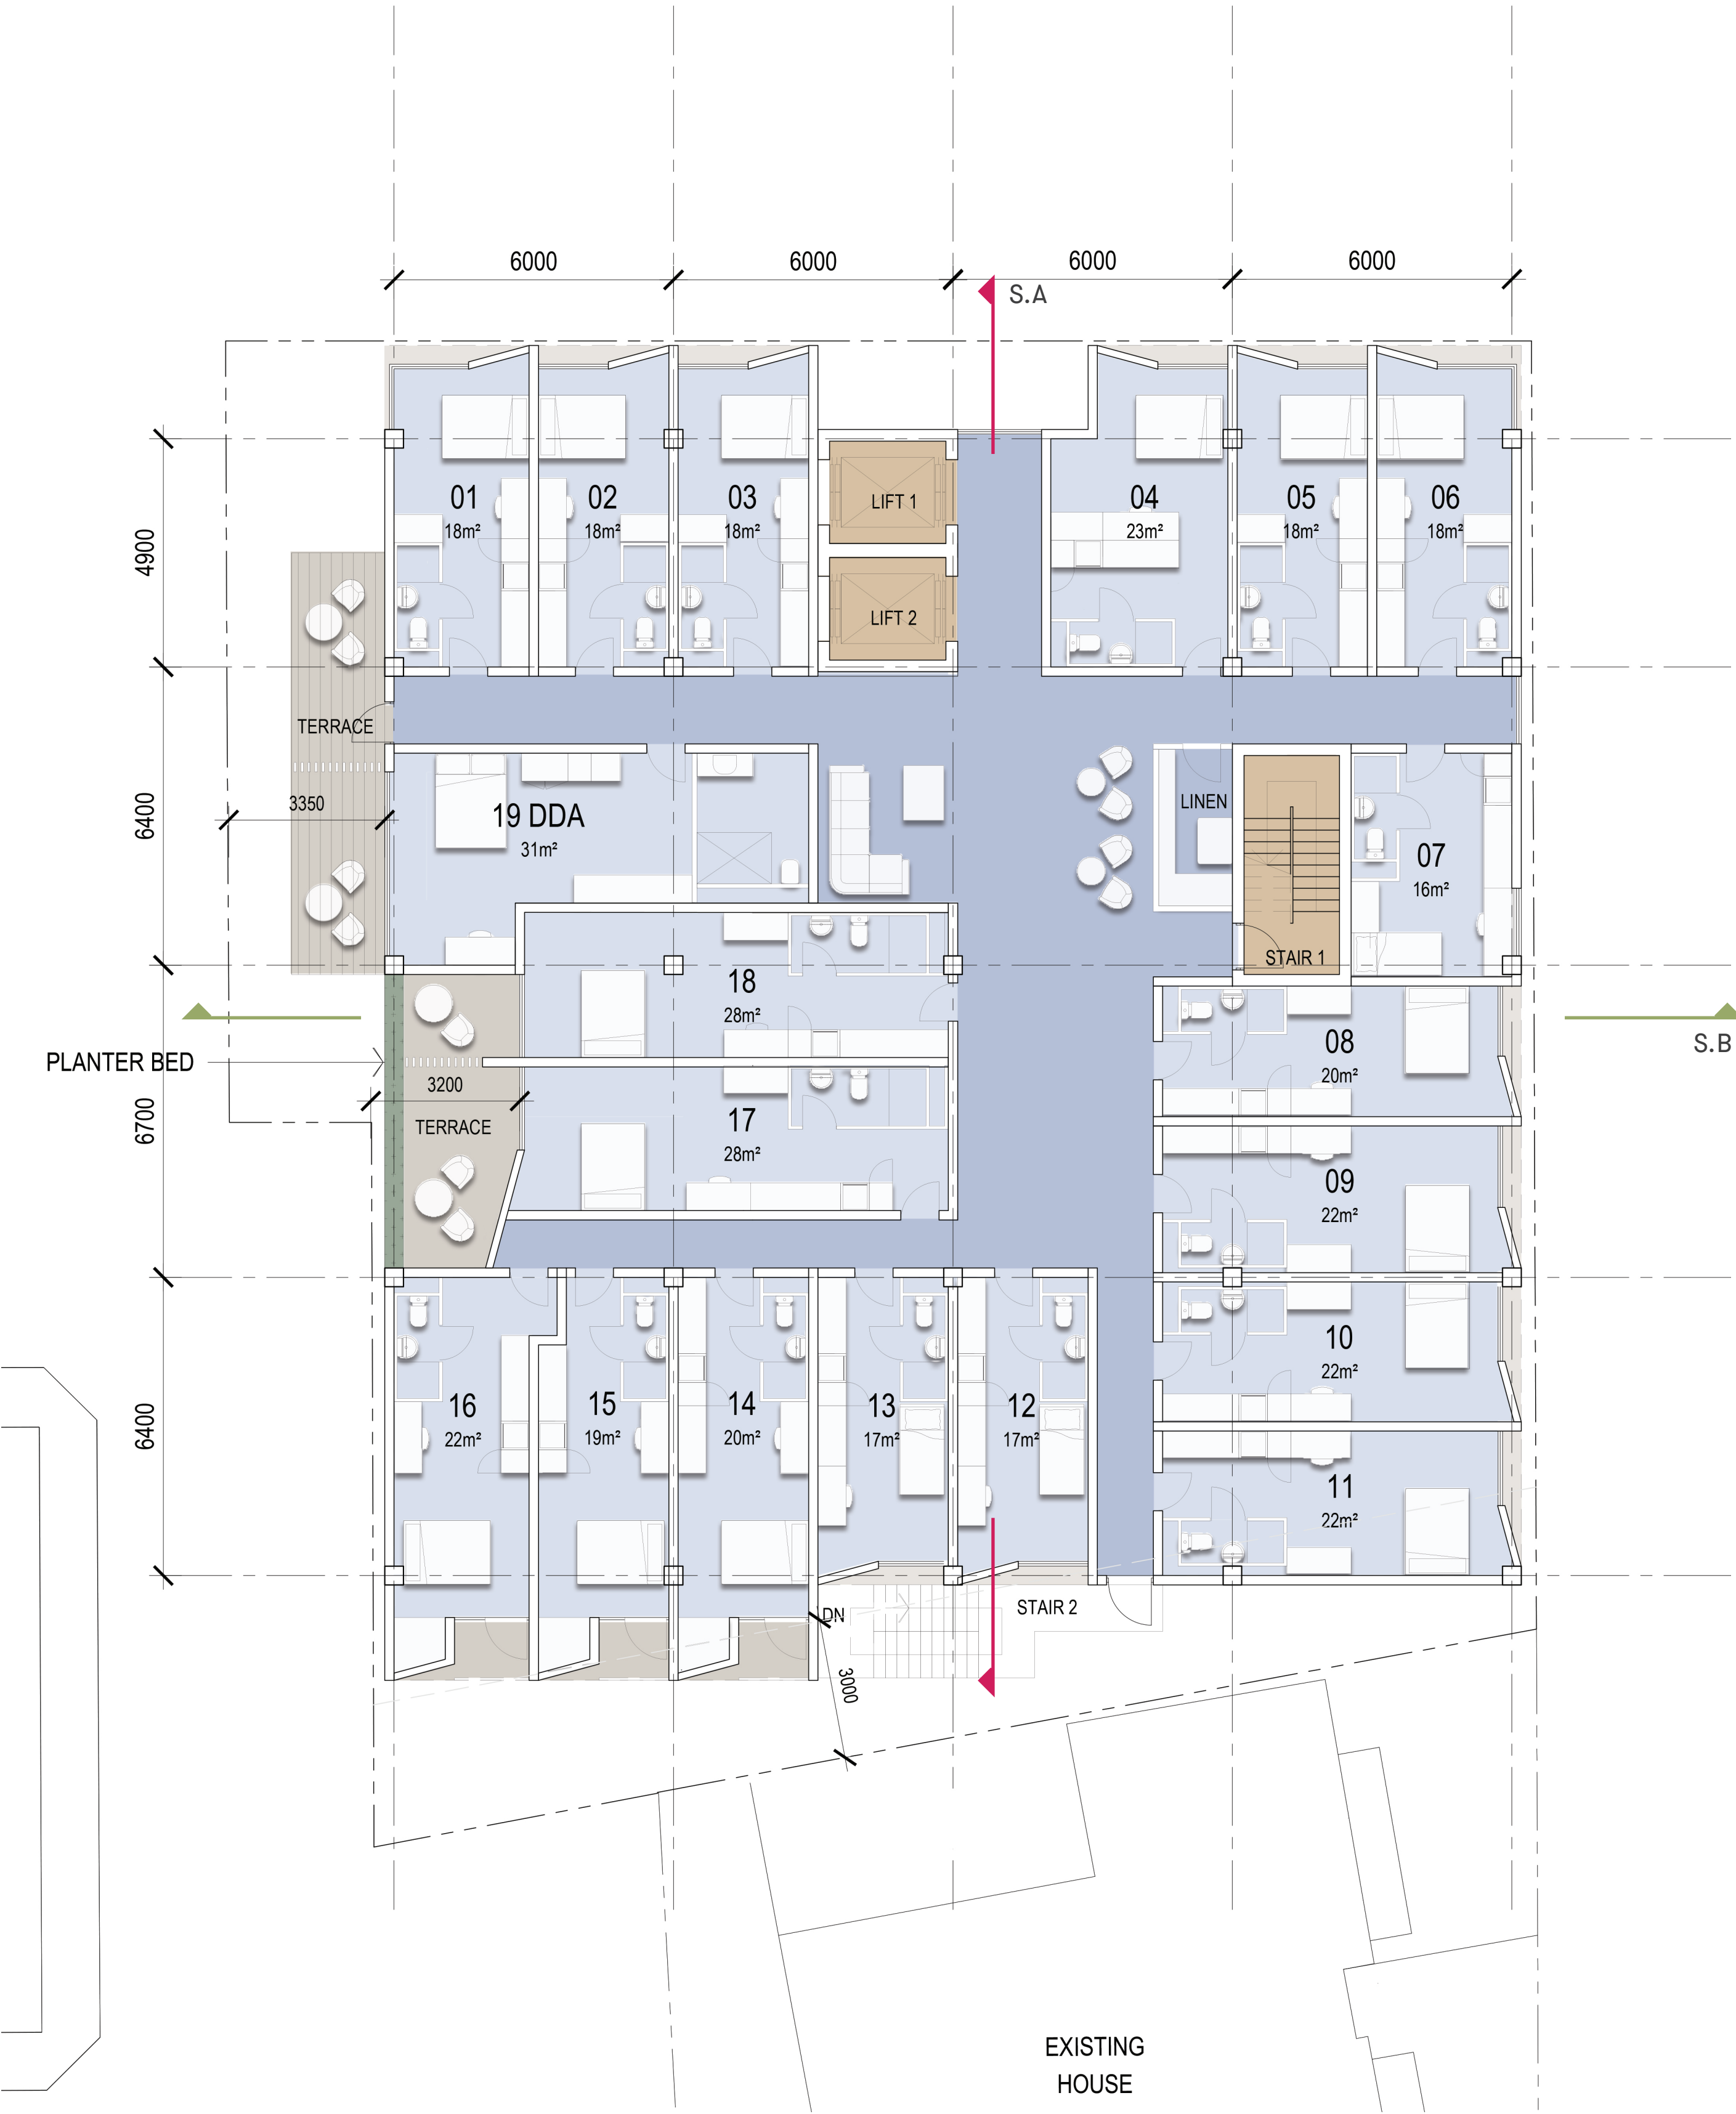 6000
6000
6000
6000
S.A
4900
6400
6700
6400
01
18m²
02
18m²
03
18m²
LIFT 1
LIFT 2
04
23m²
05
18m²
06
18m²
TERRACE
3350
19 DDA
31m²
LINEN
STAIR 1
07
16m²
18
28m²
08
20m²
S.B
PLANTER BED
3200
TERRACE
17
28m²
09
22m²
10
22m²
16
22m²
15
19m²
14
20m²
13
17m²
12
17m²
11
22m²
DN
STAIR 2
3000
EXISTING
HOUSE